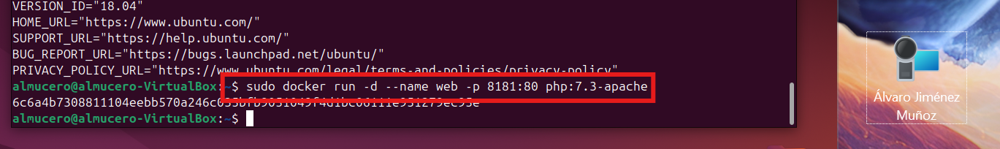 VERSION_ID="18.04"
HOME_URL="https://www.ubuntu.com/"
SUPPORT_URL="https://help.ubuntu.com/"
BUG_REPORT_URL="https://bugs.launchpad.net/ubuntu/"
PRIVACY_POLICY_URL="https://www.ubuntu.com/legal/terms-and-policies/privacy-policy"
almucero@almucero-VirtualBox:~$ sudo docker run -d --name web -p 8181:80 php:7.3-apache
almucero@almucero-VirtualBox:~$
Álvaro Jiménez
Muñoz